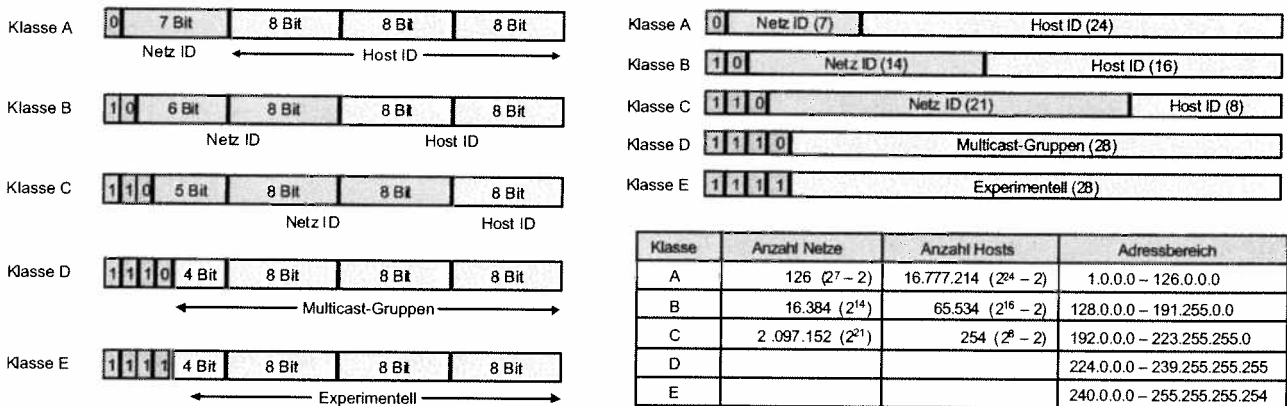 Klasse A 0 7 Bit 8 Bit 8 Bit 8 Bit
Netz ID Host ID
Klasse B 1 0 6 Bit 8 Bit 8 Bit 8 Bit
Netz ID Host ID
Klasse C 1 1 0 5 Bit 8 Bit 8 Bit 8 Bit
Netz ID Host ID
Klasse D 1 1 1 0 4 Bit 8 Bit 8 Bit 8 Bit
Multicast-Gruppen
Klasse E 1 1 1 1 4 Bit 8 Bit 8 Bit 8 Bit
Experimentell
Klasse A 0 Netz ID (7) Host ID (24)
Klasse B 1 0 Netz ID (14) Host ID (16)
Klasse C 1 1 0 Netz ID (21) Host ID (8)
Klasse D 1 1 1 0 Multicast-Gruppen (28)
Klasse E 1 1 1 1 Experimentell (28)
Klasse Anzahl Netze Anzahl Hosts Adressbereich
A 126 (2⁷ – 2) 16.777.214 (2²⁴ – 2) 1.0.0.0 – 126.0.0.0
B 16.384 (2¹⁴) 65.534 (2¹⁶ – 2) 128.0.0.0 – 191.255.0.0
C 2 .097.152 (2²¹) 254 (2⁸ – 2) 192.0.0.0 – 223.255.255.0
D 224.0.0.0 – 239.255.255.255
E 240.0.0.0 – 255.255.255.254